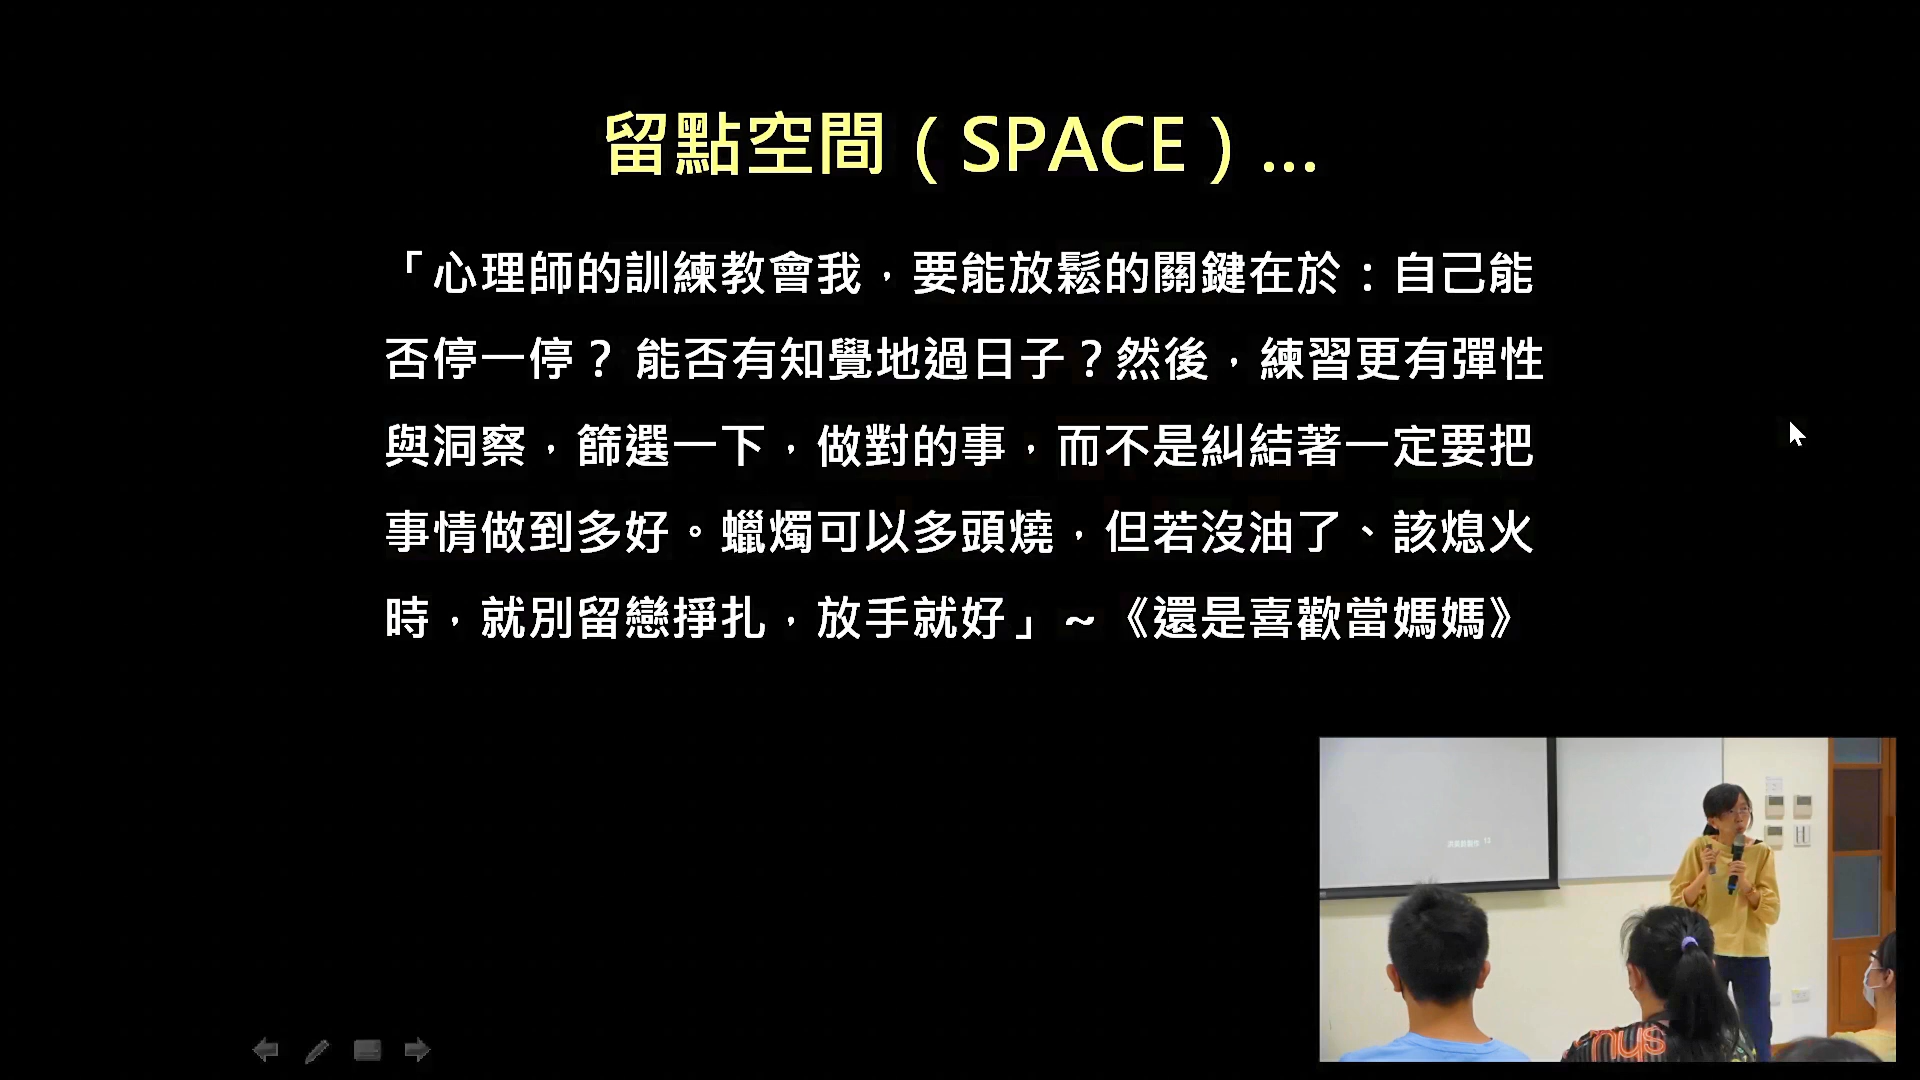 留點空間（SPACE）...
「心理師的訓練教會我，要能放鬆的關鍵在於：自己能
否停一停？ 能否有知覺地過日子？然後，練習更有彈性
與洞察，篩選一下，做對的事，而不是糾結著一定要把
事情做到多好。蠟燭可以多頭燒，但若沒油了、該熄火
時，就別留戀掙扎，放手就好」～《還是喜歡當媽媽》
nys